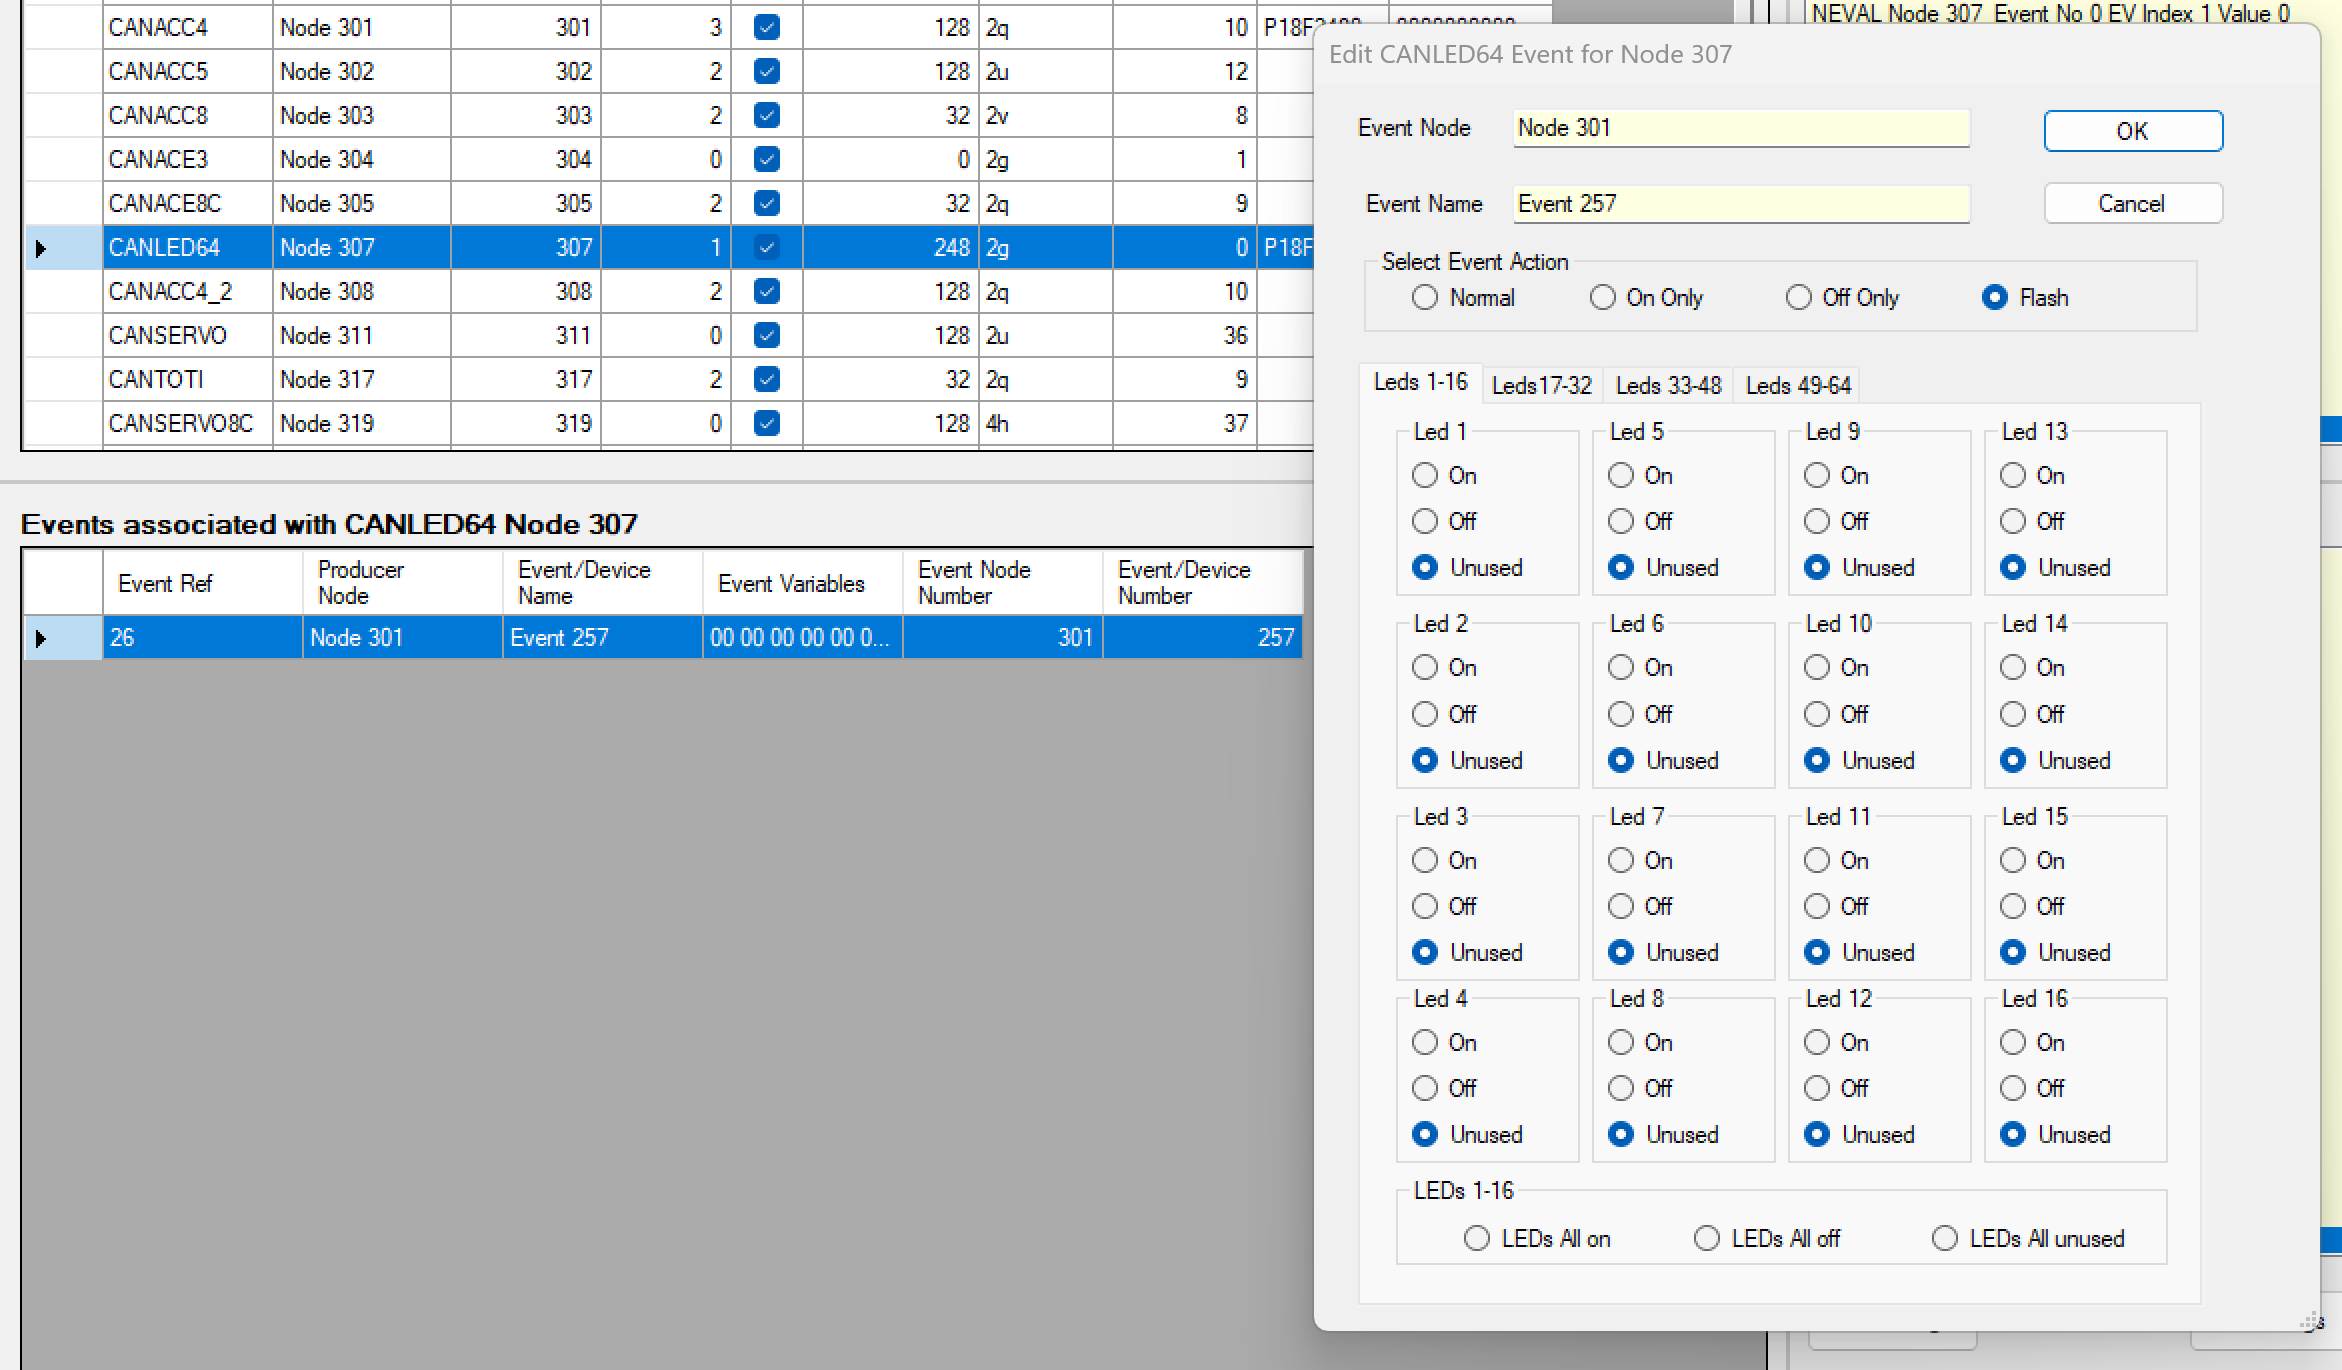 CANACC4 Node 301 301 3 128 2q 10
CANACC5 Node 302 302 2 128 2u 12
CANACC8 Node 303 303 2 32 2v 8
CANACE3 Node 304 304 0 0 2g 1
CANACE8C Node 305 305 2 32 2q 9
CANLED64 Node 307 307 1 248 2g 0 P18F
CANACC4_2 Node 308 308 2 128 2q 10
CANSERVO Node 311 311 0 128 2u 36
CANTOTI Node 317 317 2 32 2q 9
CANSERVO8C Node 319 319 0 128 4h 37
Events associated with CANLED64 Node 307
Event Ref
Producer
Node
Event/Device
Name
Event Variables
Event Node
Number
Event/Device
Number
26 Node 301 Event 257 00 00 00 00 00 0... 301 257
NEVAL Node 307 Event No 0 EV Index 1 Value 0
Edit CANLED64 Event for Node 307
Event Node Node 301 OK
Event Name Event 257 Cancel
Select Event Action
Normal On Only Off Only Flash
Leds 1-16 Leds17-32 Leds 33-48 Leds 49-64
Led 1 Led 5 Led 9 Led 13
On On On On
Off Off Off Off
Unused Unused Unused Unused
Led 2 Led 6 Led 10 Led 14
On On On On
Off Off Off Off
Unused Unused Unused Unused
Led 3 Led 7 Led 11 Led 15
On On On On
Off Off Off Off
Unused Unused Unused Unused
Led 4 Led 8 Led 12 Led 16
On On On On
Off Off Off Off
Unused Unused Unused Unused
LEDs 1-16
LEDs All on LEDs All off LEDs All unused